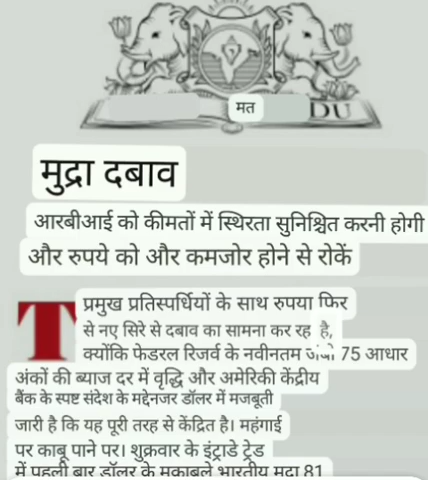 मत
DU
मुद्रा दबाव
आरबीआई को कीमतों में स्थिरता सुनिश्चित करनी होगी
और रुपये को और कमजोर होने से रोकें
T
प्रमुख प्रतिस्पर्धियों के साथ रुपया फिर
से नए सिरे से दबाव का सामना कर रह है,
क्योंकि फेडरल रिजर्व के नवीनतम 75 आधार
अंकों की ब्याज दर में वृद्धि और अमेरिकी केंद्रीय
बैंक के स्पष्ट संदेश के मद्देनजर डॉलर में मजबूती
जारी है कि यह पूरी तरह से केंद्रित है। महंगाई
पर काबू पाने पर। शुक्रवार के इंट्राडे ट्रेड
में पहली बार डॉलर के मुकाबले भारतीय मुद्रा 81